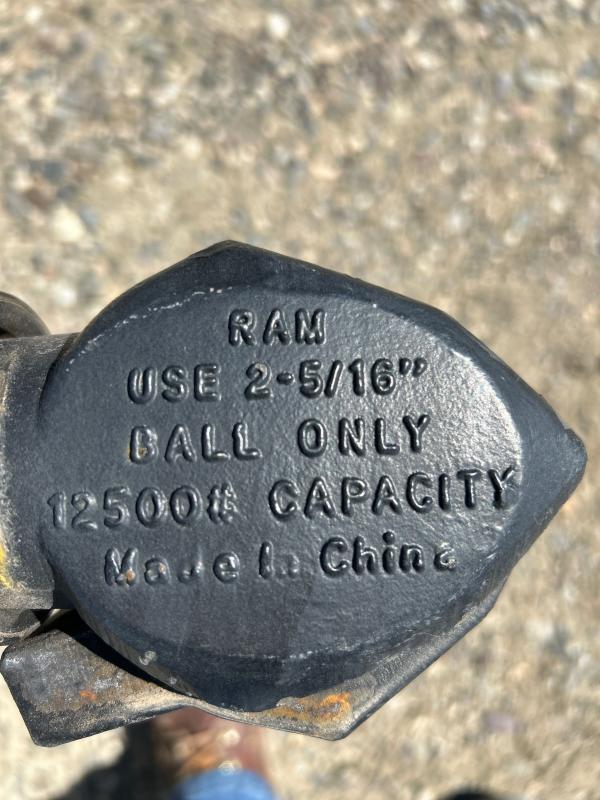 RAM
USE 2-5/16"
BALL ONLY
12500# CAPACITY
Made In China